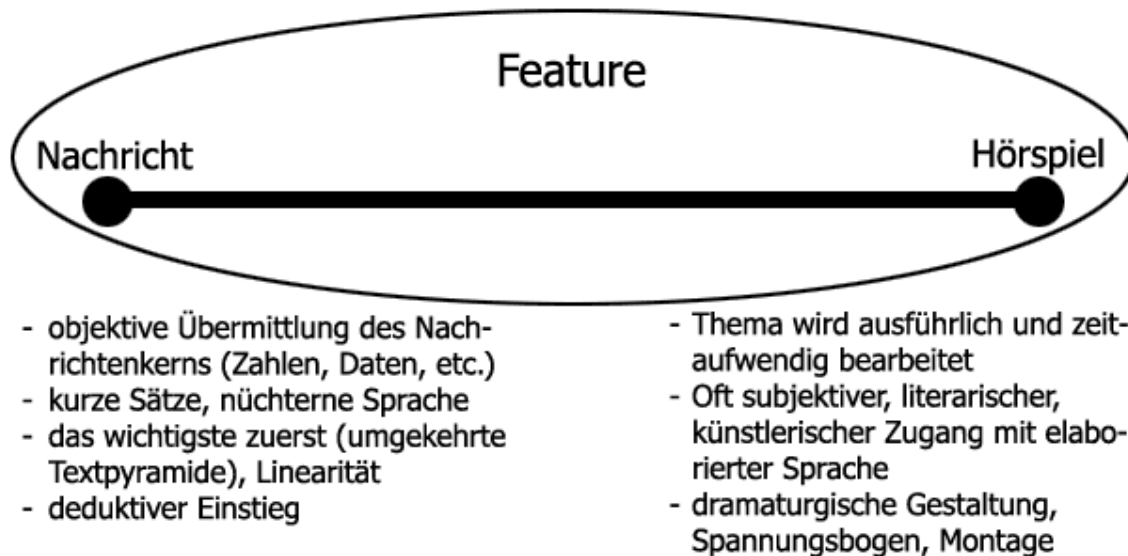 Feature
Nachricht
Hörspiel
- objektive Übermittlung des Nach-
richtenkerns (Zahlen, Daten, etc.)
- kurze Sätze, nüchterne Sprache
- das wichtigste zuerst (umgekehrte
Textpyramide), Linearität
- deduktiver Einstieg
- Thema wird ausführlich und zeit-
aufwendig bearbeitet
- Oft subjektiver, literarischer,
künstlerischer Zugang mit elabo-
rierter Sprache
- dramaturgische Gestaltung,
Spannungsbogen, Montage